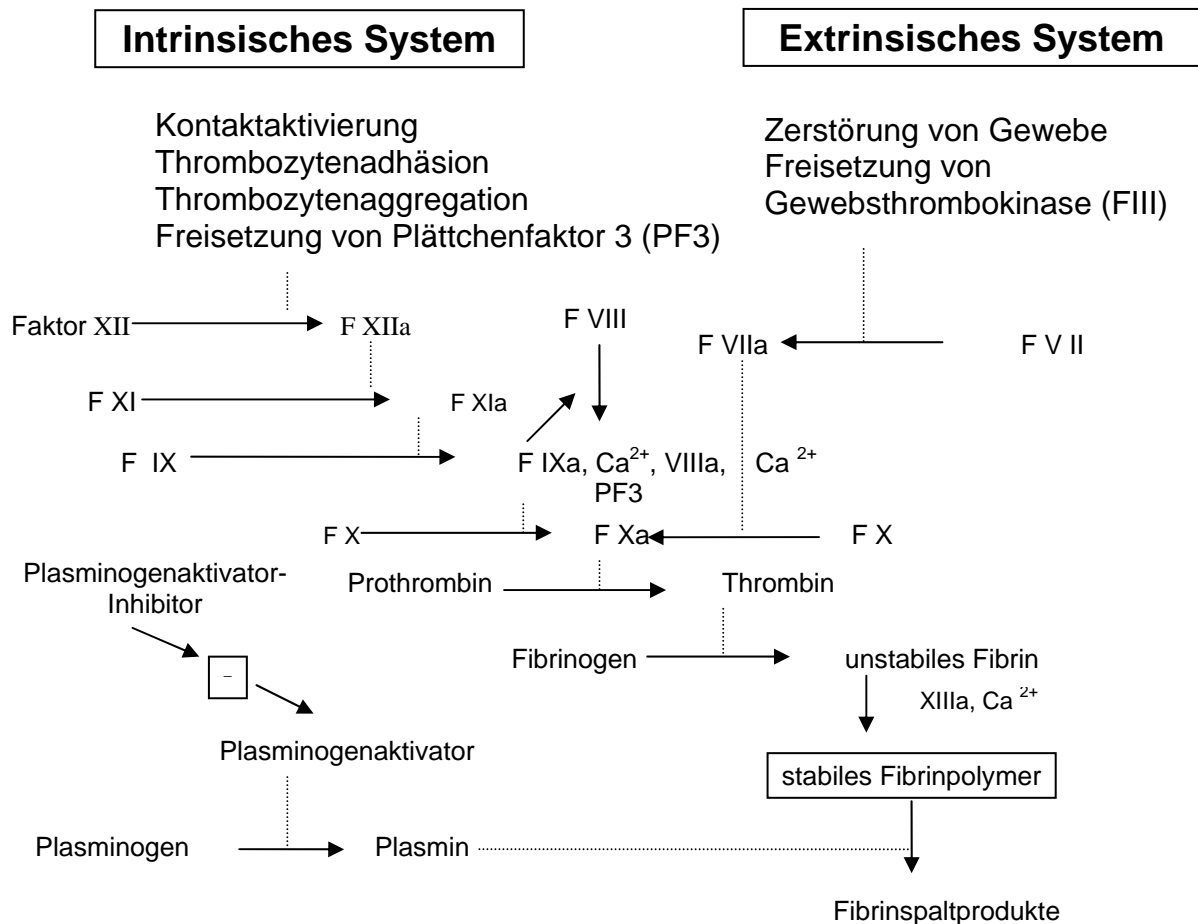 Intrinsisches System
Extrinsisches System
Kontaktaktivierung
Thrombozytenadhäsion
Thrombozytenaggregation
Freisetzung von Plättchenfaktor 3 (PF3)
Zerstörung von Gewebe
Freisetzung von
Gewebsthrombokinase (FIII)
Faktor XII
F XIIa
F VIII
F VIIa
F V II
F XI
F XIa
F IX
F IXa, Ca²⁺, VIIIa,
PF3
Ca ²⁺
F X
F Xa
F X
Plasminogenaktivator-
Inhibitor
Prothrombin
Thrombin
Fibrinogen
unstabiles Fibrin
–
XIIIa, Ca ²⁺
Plasminogenaktivator
stabiles Fibrinpolymer
Plasminogen
Plasmin
Fibrinspaltprodukte